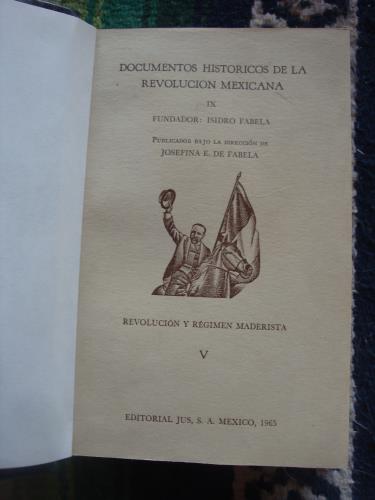 DOCUMENTOS HISTORICOS DE LA
REVOLUCION MEXICANA
IX
FUNDADOR: ISIDRO FABELA
PUBLICADOS BAJO LA DIRECCIÓN DE
JOSEFINA E. DE FABELA
REVOLUCIÓN Y RÉGIMEN MADERISTA
V
EDITORIAL JUS, S. A. MEXICO, 1965